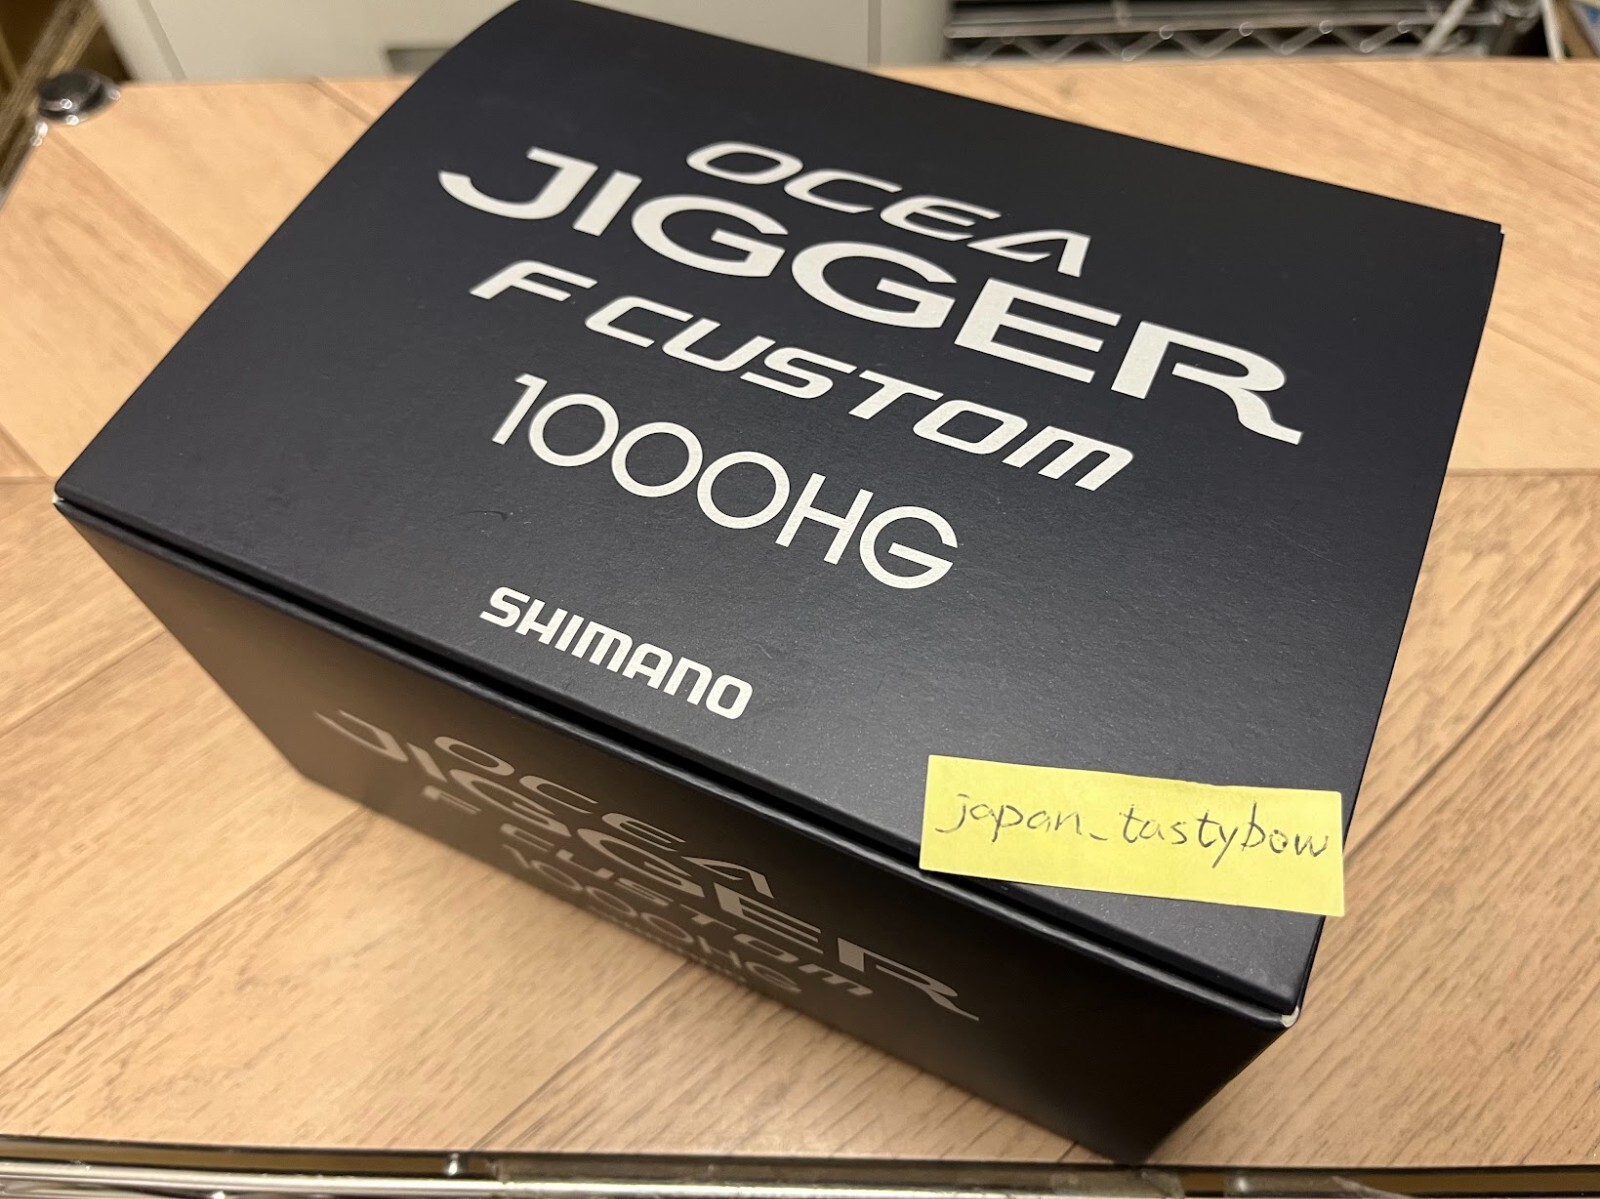 OCEA
JIGGER
F CUSTOM
1000HG
SHIMANO
japan_tastybow
OCEA
JIGGER
F CUSTOM
1000HG